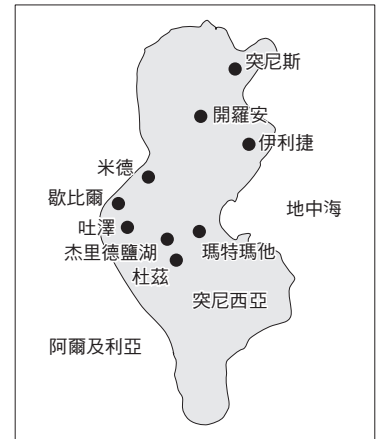 突尼斯
開羅安
伊利捷
米德
歇比爾
地中海
吐澤
杰里德鹽湖
瑪特瑪他
杜茲
突尼西亞
阿爾及利亞